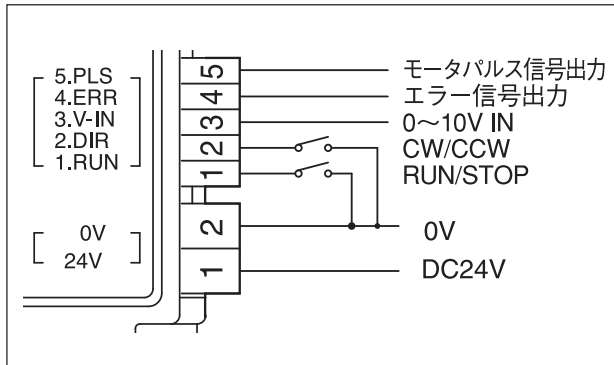 5.PLS
4.ERR
3.V-IN
2.DIR
1.RUN
0V
24V
5
4
3
2
1
2
1
モータパルス信号出力
エラー信号出力
0～10V IN
CW/CCW
RUN/STOP
0V
DC24V